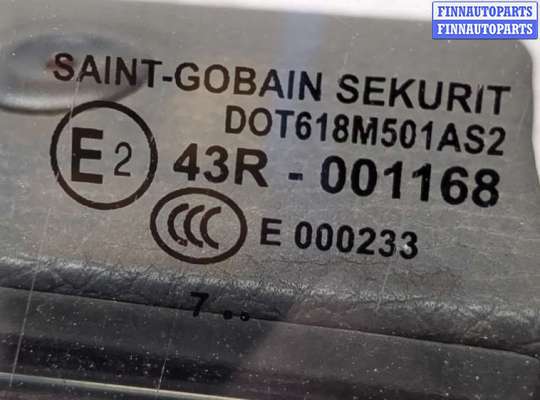 FINNAUTOPARTS
FINNAUTOPARTS
SAINT-GOBAIN SEKURIT
DOT618M501AS2
E2 43R - 001168
CCC E 000233
7..